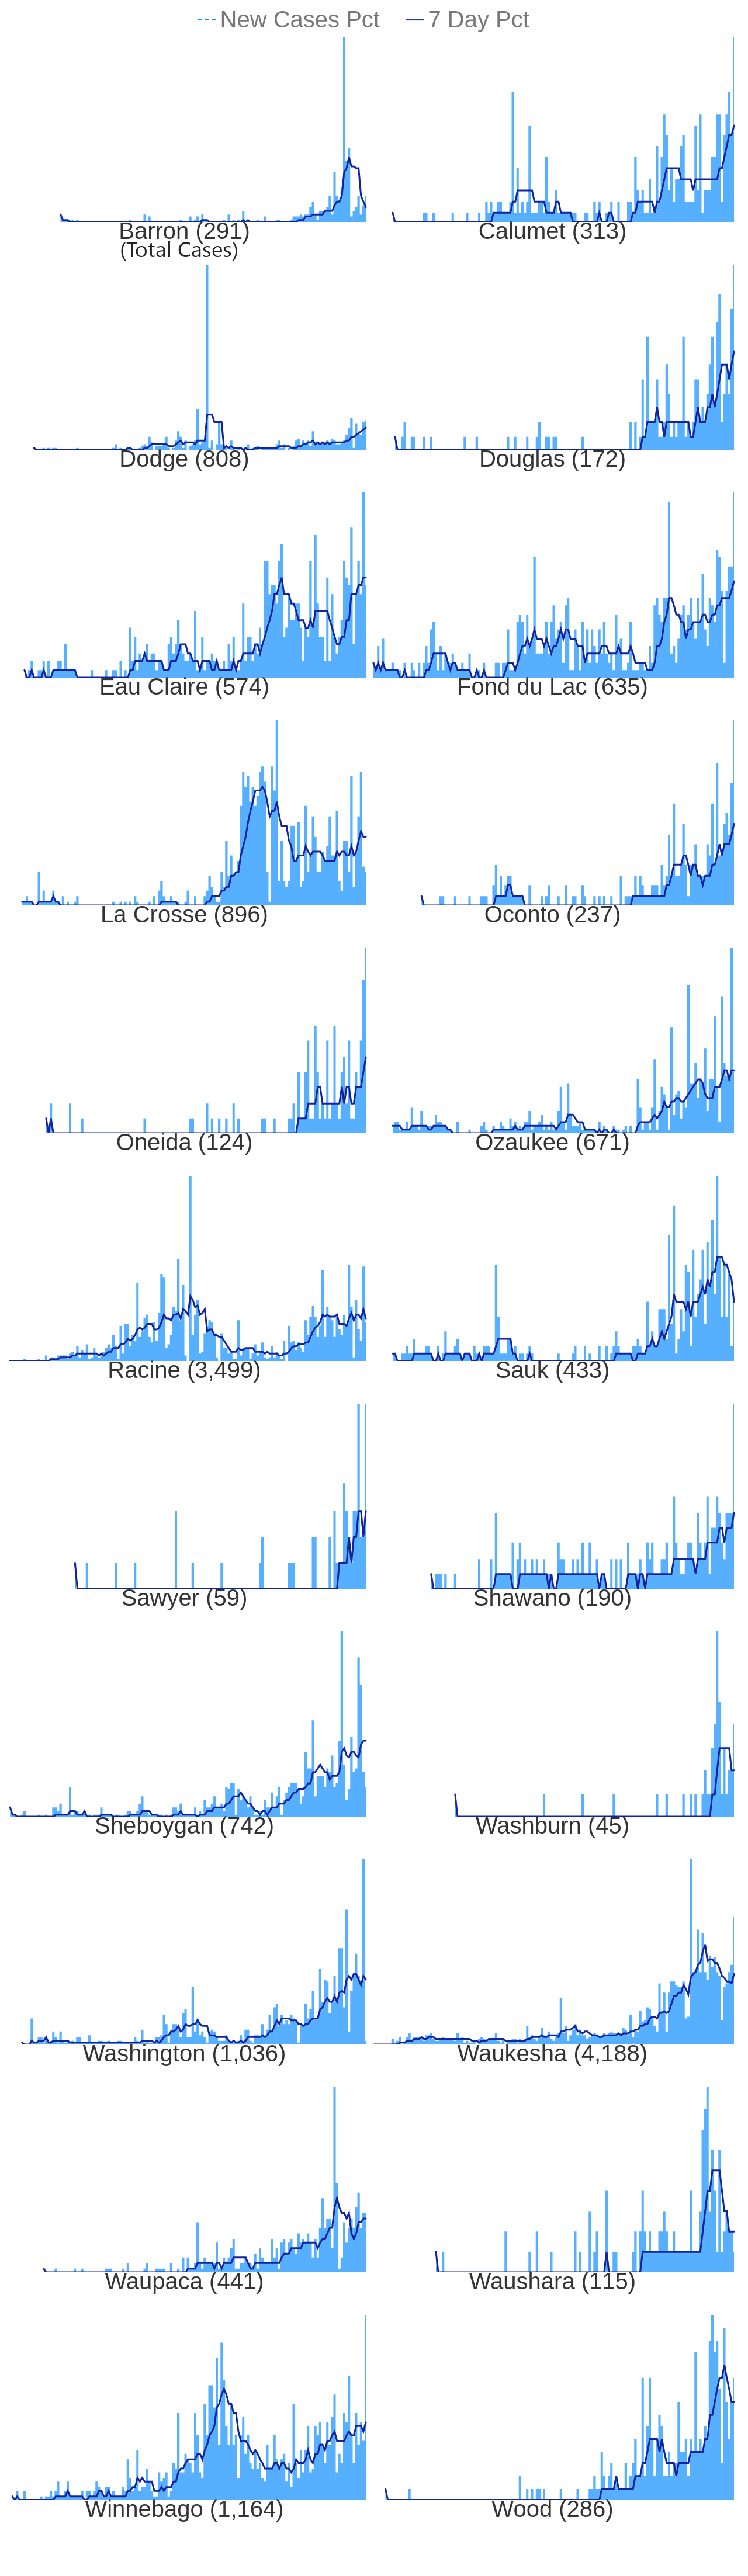 New Cases Pct 7 Day Pct
Barron (291) Calumet (313)
(Total Cases)
Dodge (808) Douglas (172)
Eau Claire (574) Fond du Lac (635)
La Crosse (896) Oconto (237)
Oneida (124) Ozaukee (671)
Racine (3,499) Sauk (433)
Sawyer (59) Shawano (190)
Sheboygan (742) Washburn (45)
Washington (1,036) Waukesha (4,188)
Waupaca (441) Waushara (115)
Winnebago (1,164) Wood (286)